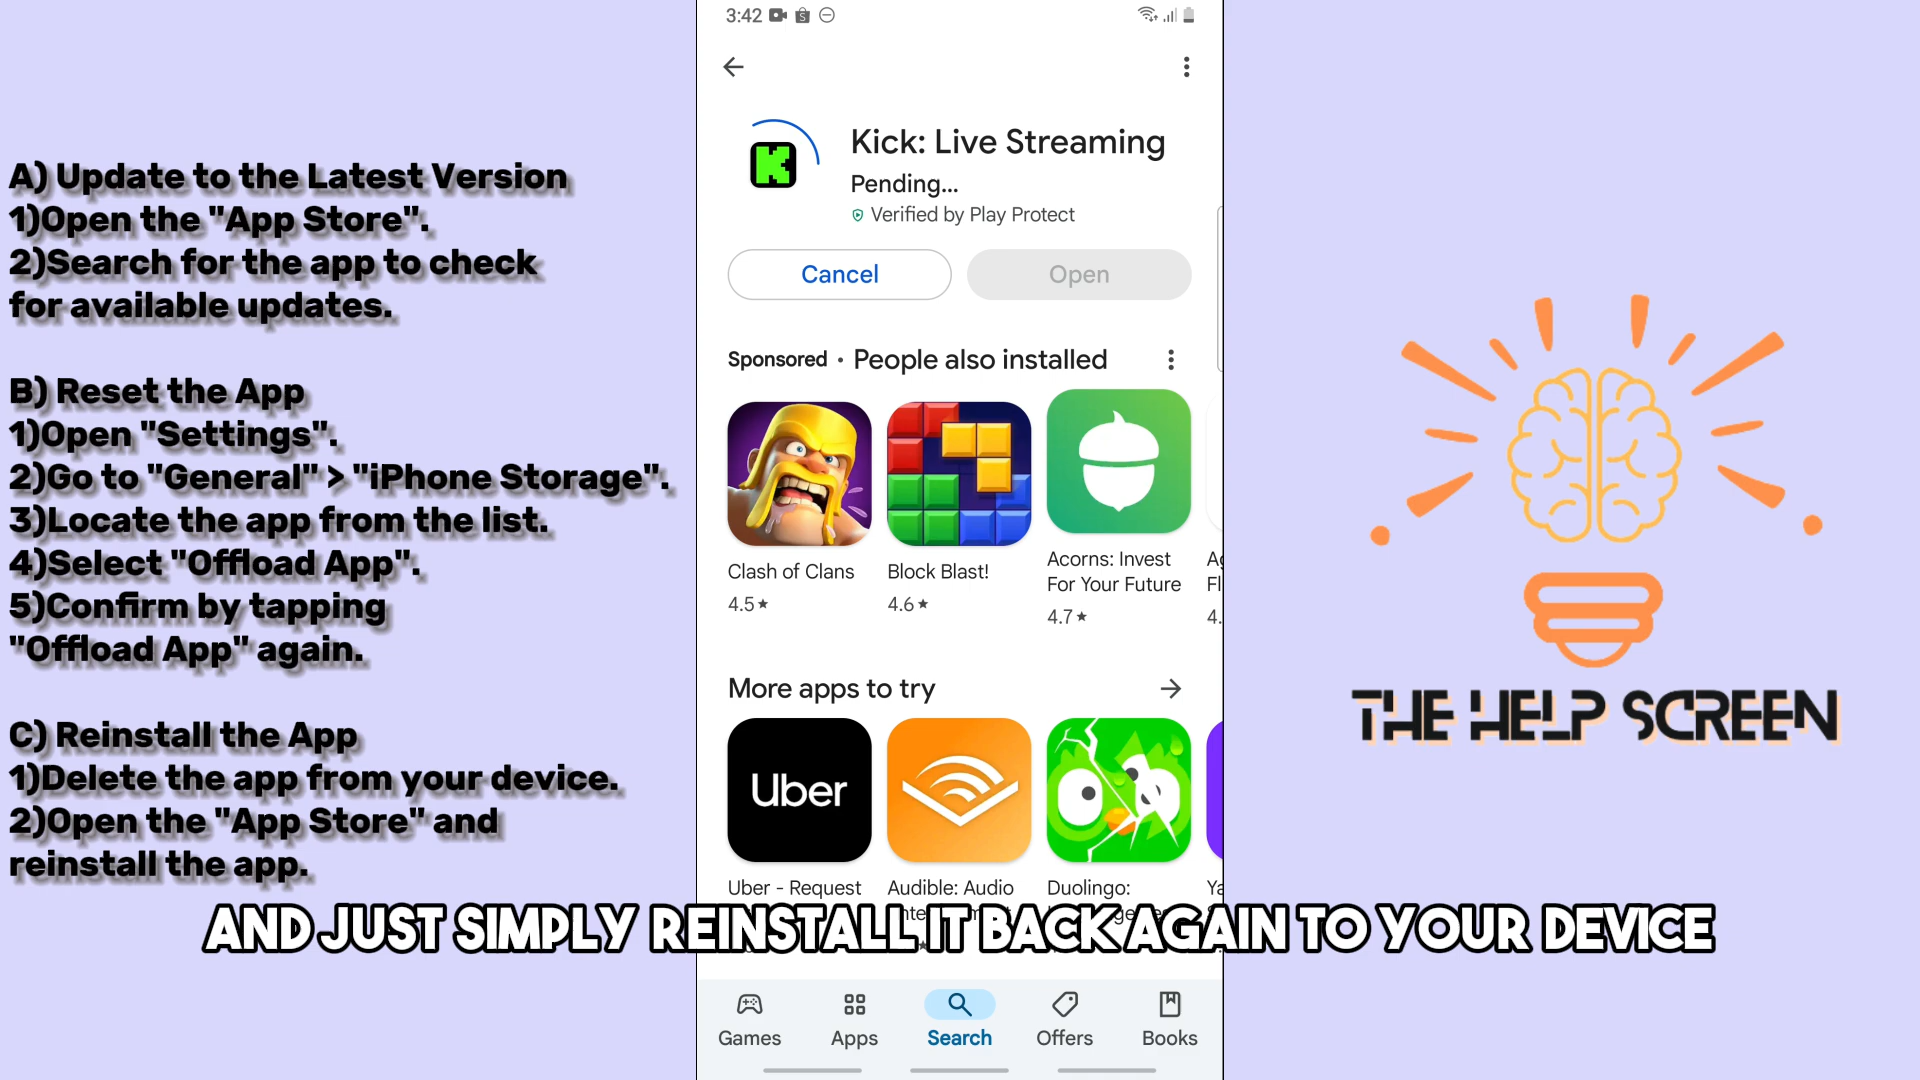 A) Update to the Latest Version
1)Open the "App Store".
2)Search for the app to check
for available updates.
B) Reset the App
1)Open "Settings".
2)Go to "General" > "iPhone Storage".
3)Locate the app from the list.
4)Select "Offload App".
5)Confirm by tapping
"Offload App" again.
C) Reinstall the App
1)Delete the app from your device.
2)Open the "App Store" and
reinstall the app.
3:42
Kick: Live Streaming
Pending...
Verified by Play Protect
Cancel
Open
Sponsored • People also installed
Clash of Clans
4.5★
Block Blast!
4.6★
Acorns: Invest
For Your Future
4.7★
More apps to try
Uber
Uber - Request
Audible: Audio
Duolingo:
AND JUST SIMPLY REINSTALL IT BACK AGAIN TO YOUR DEVICE
Games
Apps
Search
Offers
Books
THE HELP SCREEN